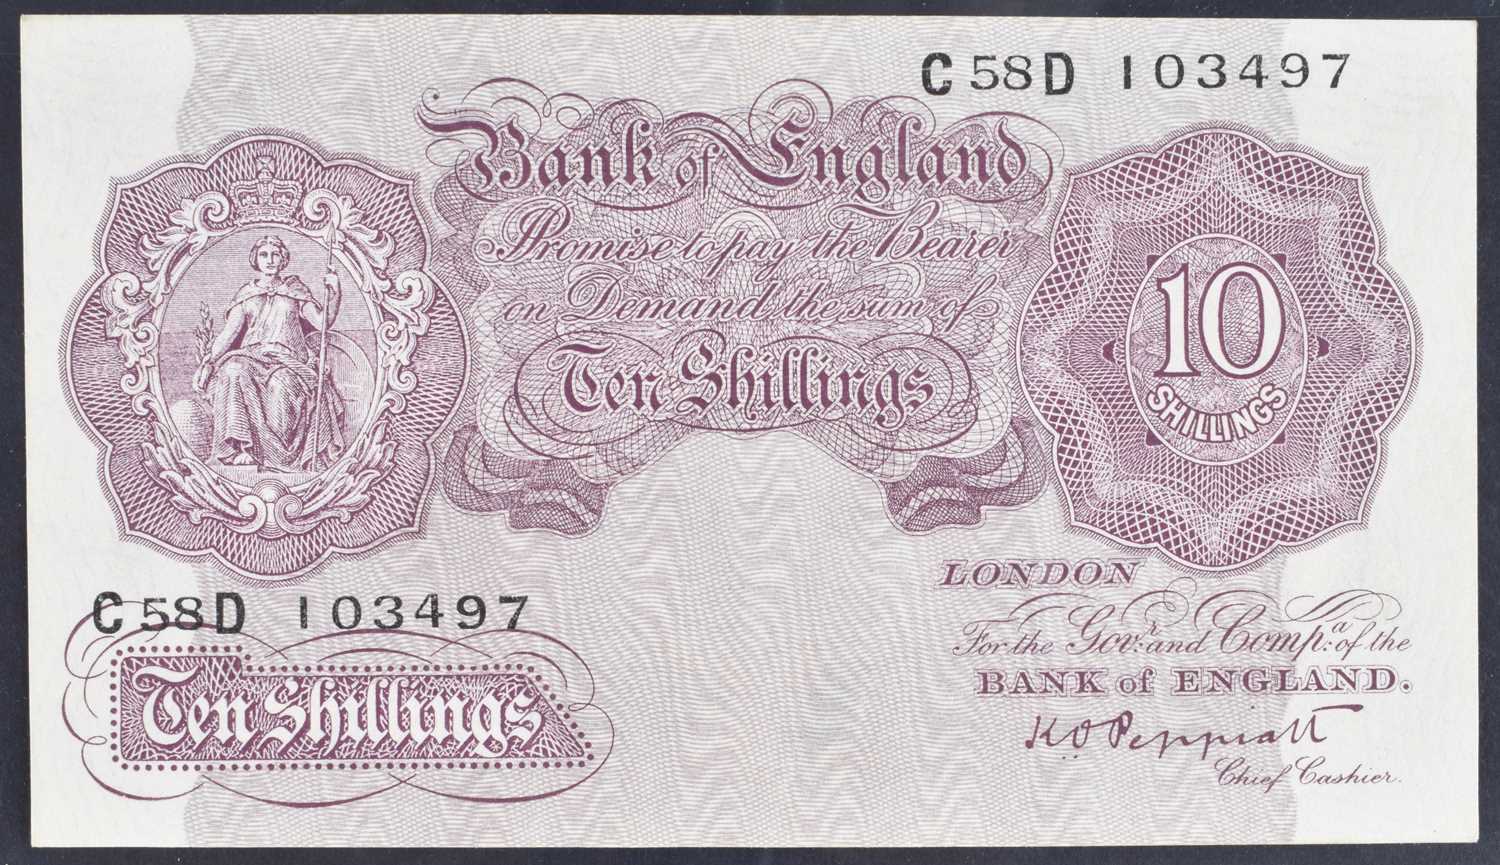 C58D 103497
Bank of England
Promise to pay the Bearer
on Demand the sum of
Ten Shillings
10
SHILLINGS
LONDON
For the Govr. and Compa. of the
BANK of ENGLAND.
K O Peppiatt
Chief Cashier.
C58D 103497
Ten Shillings